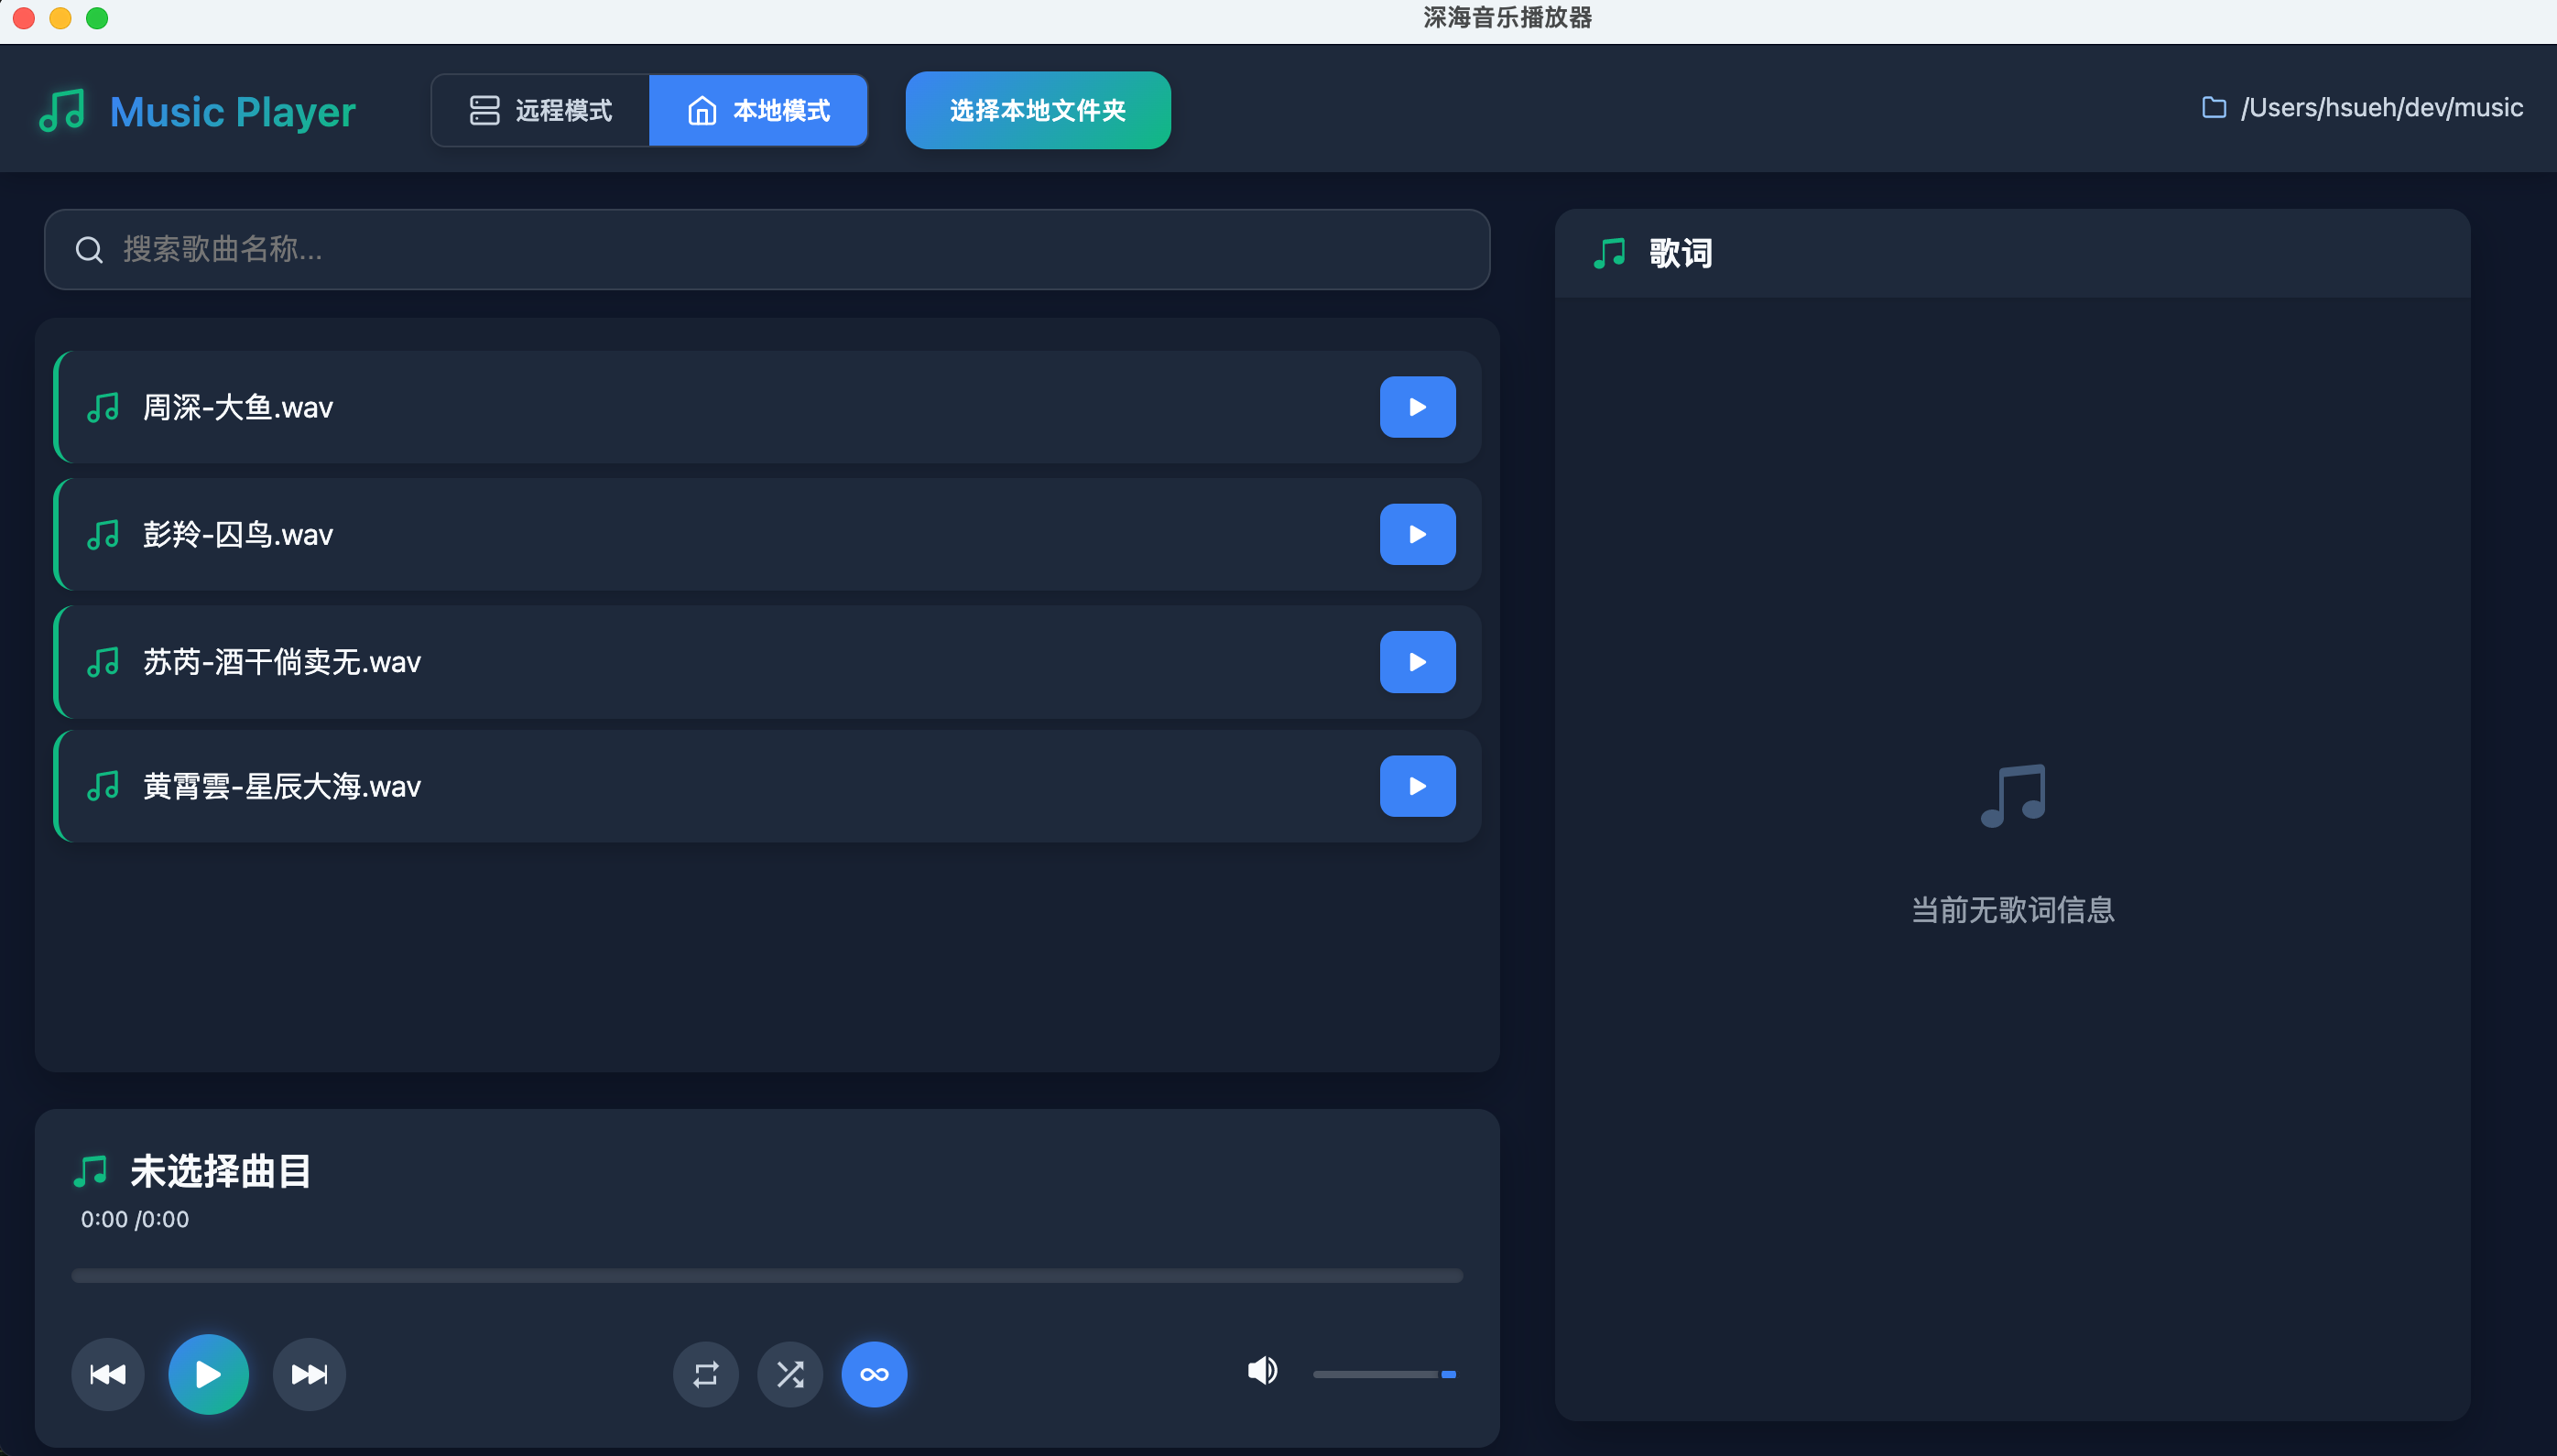 深海音乐播放器
Music Player
远程模式
本地模式
选择本地文件夹
/Users/hsueh/dev/music
搜索歌曲名称...
周深-大鱼.wav
彭羚-囚鸟.wav
苏芮-酒干倘卖无.wav
黄霄雲-星辰大海.wav
未选择曲目
0:00 /0:00
歌词
当前无歌词信息